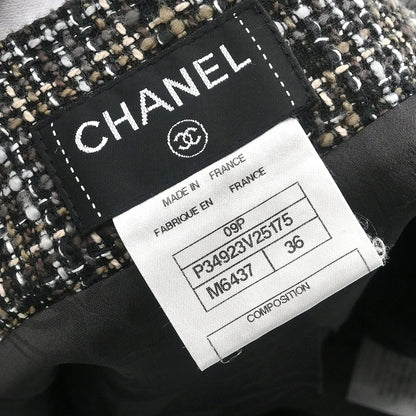 CHANEL
MADE IN FRANCE
FABRIQUE EN FRANCE
09P
P34923V25175
M6437 36
COMPOSITION